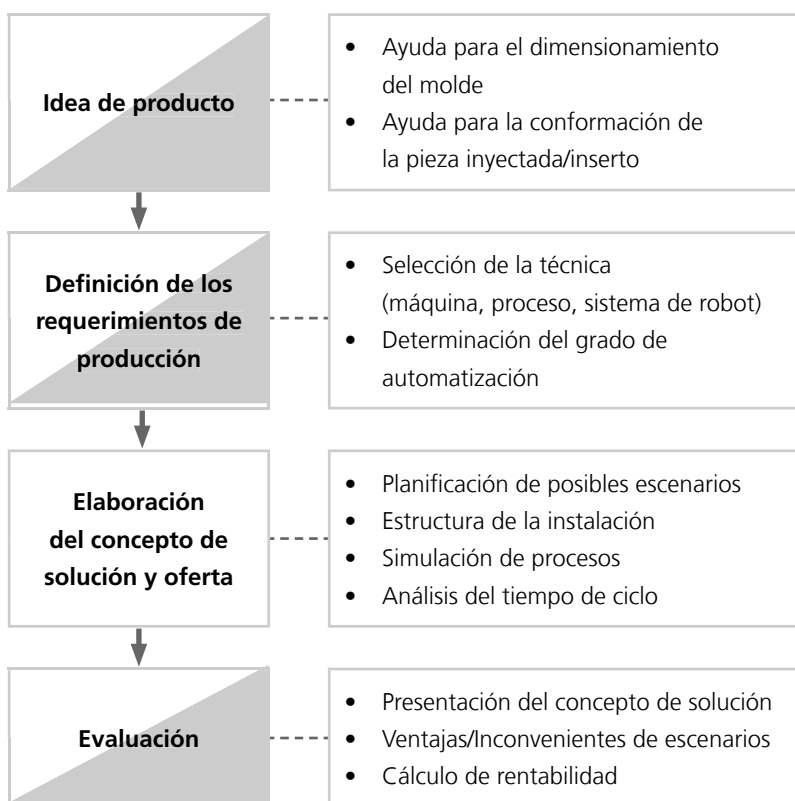 Idea de producto
• Ayuda para el dimensionamiento
del molde
• Ayuda para la conformación de
la pieza inyectada/inserto
Definición de los
requerimientos de
producción
• Selección de la técnica
(máquina, proceso, sistema de robot)
• Determinación del grado de
automatización
Elaboración
del concepto de
solución y oferta
• Planificación de posibles escenarios
• Estructura de la instalación
• Simulación de procesos
• Análisis del tiempo de ciclo
Evaluación
• Presentación del concepto de solución
• Ventajas/Inconvenientes de escenarios
• Cálculo de rentabilidad